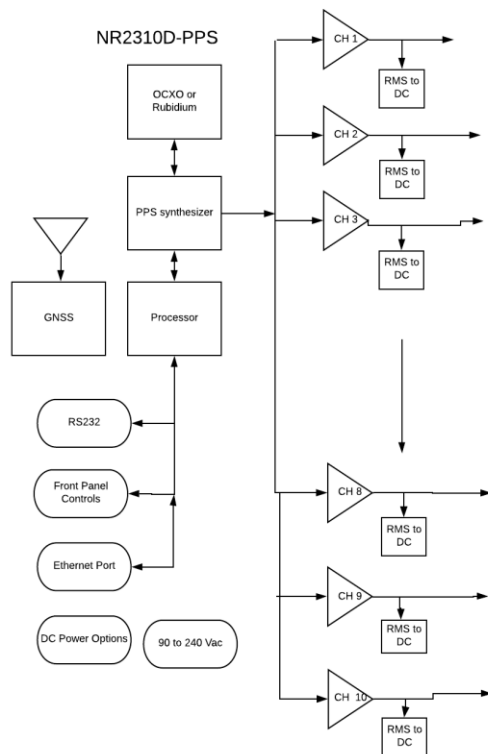 NR2310D-PPS
OCXO or
Rubidium
PPS synthesizer
GNSS
Processor
RS232
Front Panel
Controls
Ethernet Port
DC Power Options
90 to 240 Vac
CH 1
RMS to
DC
CH 2
RMS to
DC
CH 3
RMS to
DC
CH 8
RMS to
DC
CH 9
RMS to
DC
CH 10
RMS to
DC